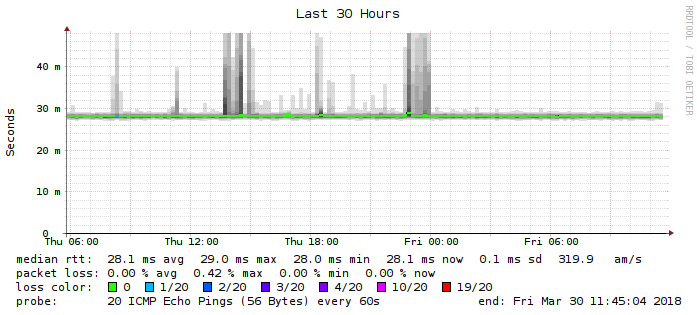 Last 30 Hours
RRDTOOL / TOBI OETIKER
Seconds
40 m
30 m
20 m
10 m
0
Thu 06:00 Thu 12:00 Thu 18:00 Fri 00:00 Fri 06:00
median rtt: 28.1 ms avg 29.0 ms max 28.0 ms min 28.1 ms now 0.1 ms sd 319.9 am/s
packet loss: 0.00 % avg 0.42 % max 0.00 % min 0.00 % now
loss color: 0 1/20 2/20 3/20 4/20 10/20 19/20
probe: 20 ICMP Echo Pings (56 Bytes) every 60s end: Fri Mar 30 11:45:04 2018